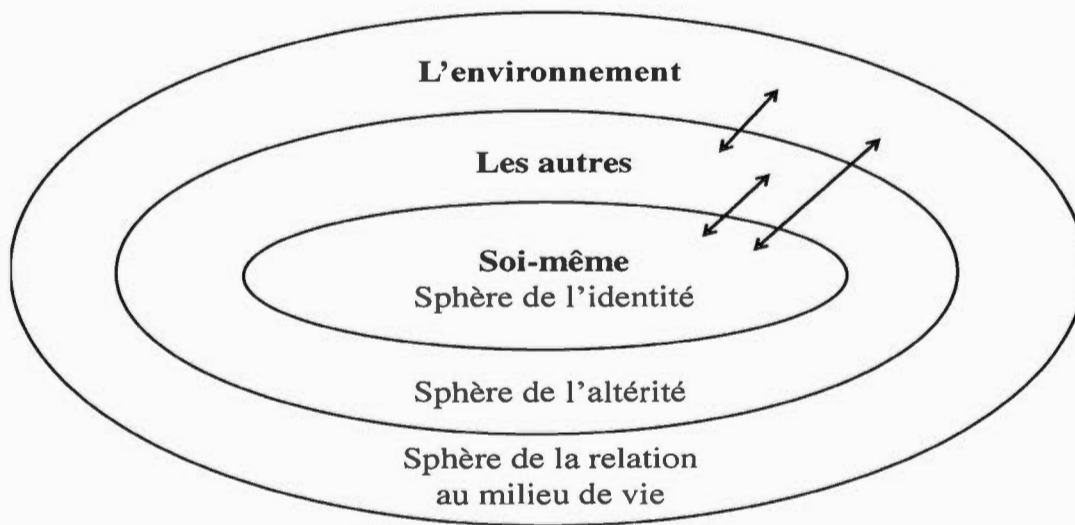 L'environnement
Les autres
Soi-même
Sphère de l'identité
Sphère de l'altérité
Sphère de la relation
au milieu de vie